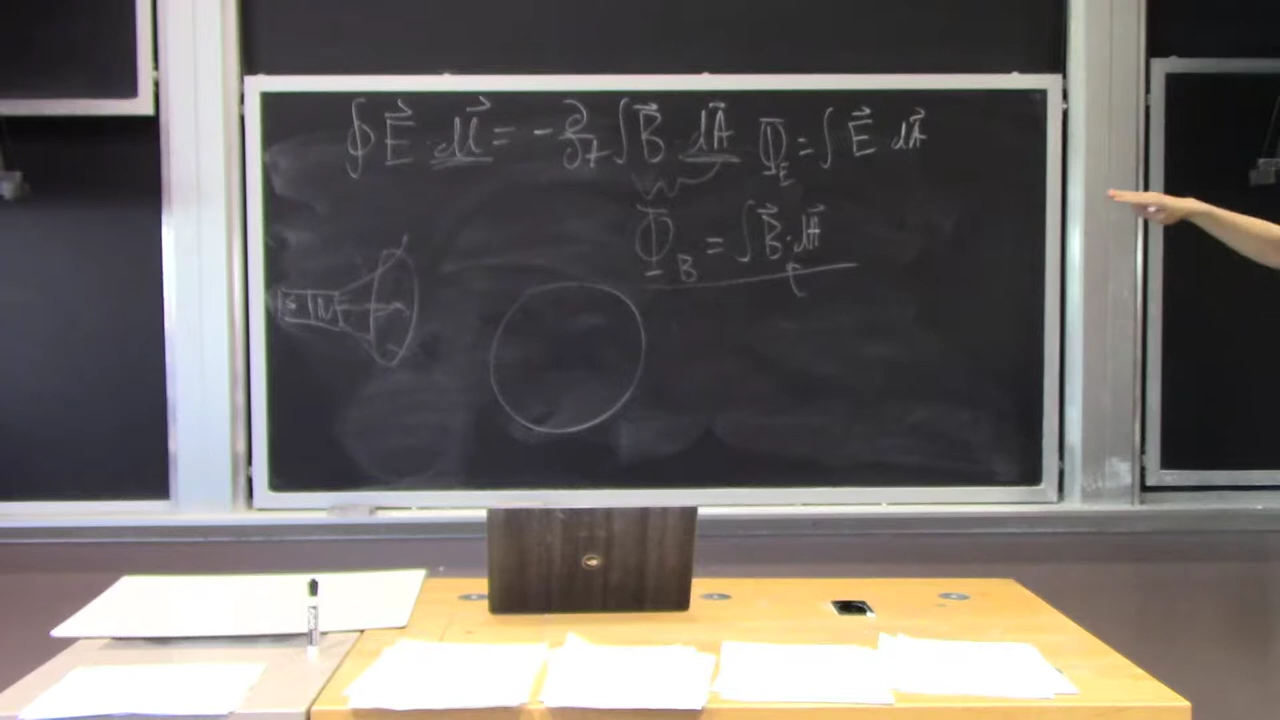 ∮ E⃗ · dl⃗ = - ∂/∂t ∫ B⃗ · dA⃗   Φ_E = ∫ E⃗ dA⃗
Φ_B = ∫ B⃗ · dA⃗
S N